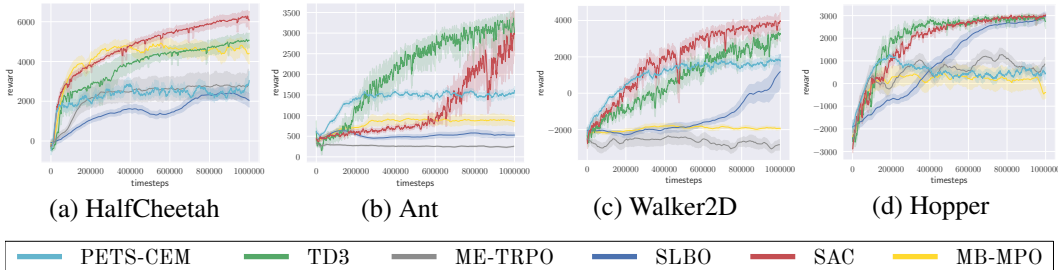 6000
4000
2000
0
reward
0 200000 400000 600000 800000 1000000
timesteps
(a) HalfCheetah
3500
3000
2500
2000
1500
1000
500
0
reward
0 200000 400000 600000 800000 1000000
timesteps
(b) Ant
4000
2000
0
−2000
reward
0 200000 400000 600000 800000 1000000
timesteps
(c) Walker2D
3000
2000
1000
0
−1000
−2000
−3000
reward
0 200000 400000 600000 800000 1000000
timesteps
(d) Hopper
PETS-CEM TD3 ME-TRPO SLBO SAC MB-MPO